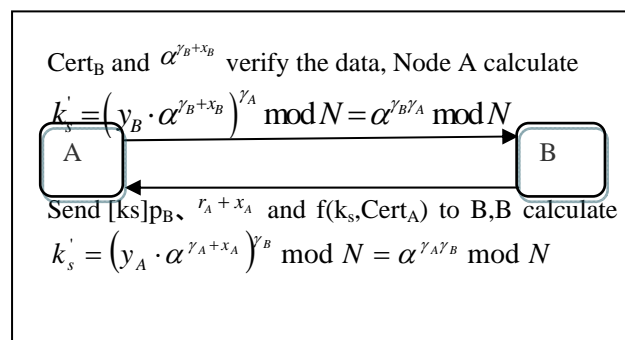 Cert_B and α^{γ_B+x_B} verify the data, Node A calculate
k_s^' = (y_B · α^{γ_B+x_B})^{γ_A} mod N = α^{γ_Bγ_A} mod N
A B
Send [ks]p_B、 r_A + x_A and f(k_s,Cert_A) to B,B calculate
k_s^' = (y_A · α^{γ_A+x_A})^{γ_B} mod N = α^{γ_Aγ_B} mod N